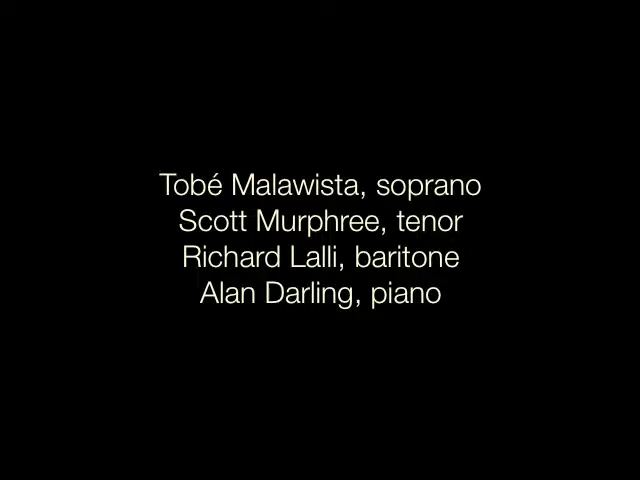 Tobé Malawista, soprano
Scott Murphree, tenor
Richard Lalli, baritone
Alan Darling, piano